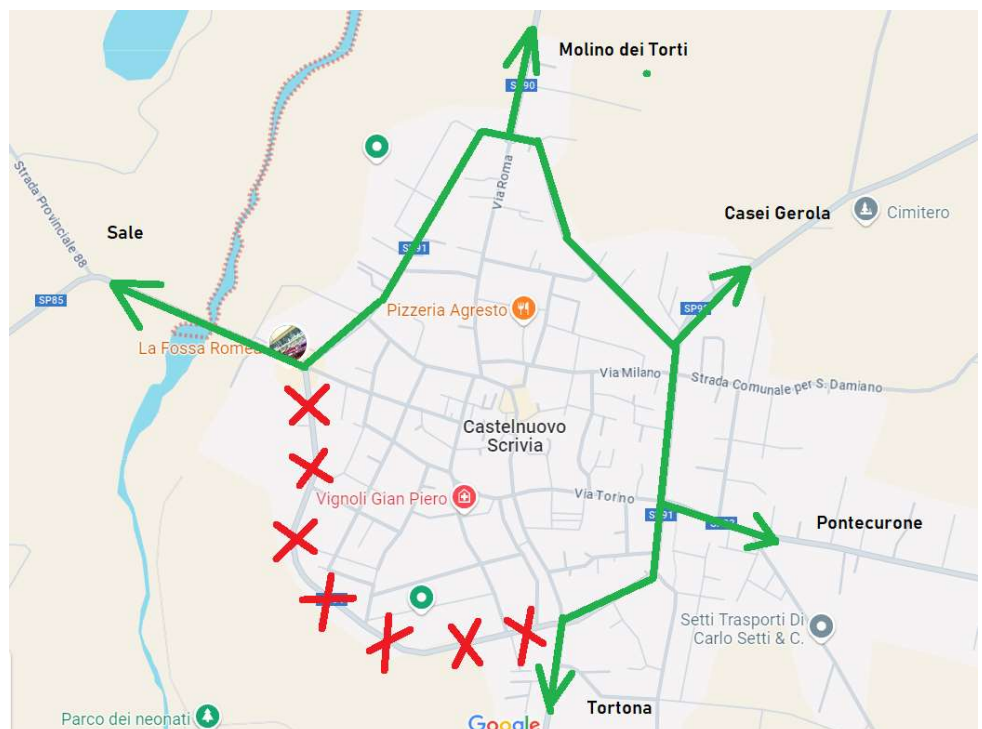 Molino dei Torti
SP90
Via Roma
Strada Provinciale 88
Sale
SP85
SP91
Casei Gerola
Cimitero
Pizzeria Agresto
La Fossa Romea
Via Milano
Strada Comunale per S. Damiano
Castelnuovo
Scrivia
Vignoli Gian Piero
Via Torino
Pontecurone
Setti Trasporti Di
Carlo Setti & C.
Tortona
Parco dei neonati
Google